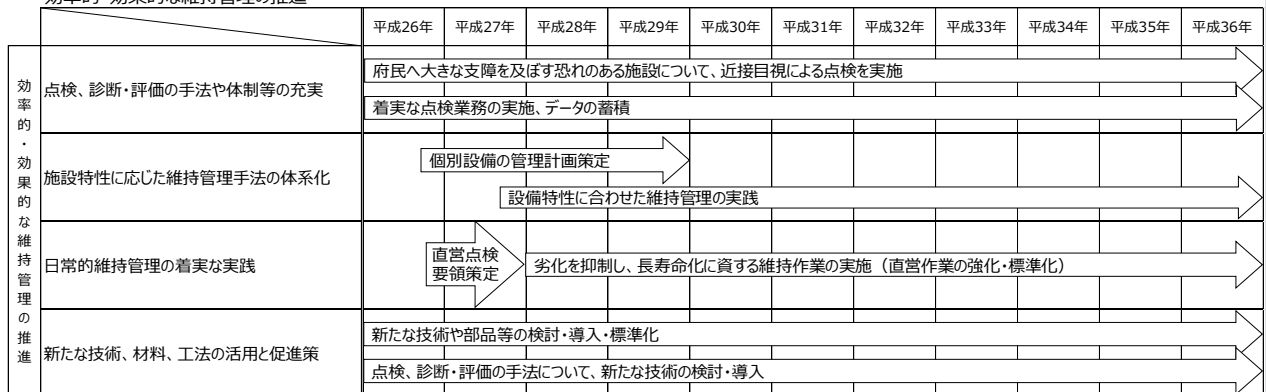 効率的・効果的な維持管理の推進
平成26年 平成27年 平成28年 平成29年 平成30年 平成31年 平成32年 平成33年 平成34年 平成35年 平成36年
効率的・効果的な維持管理の推進
点検、診断・評価の手法や体制等の充実
府民へ大きな支障を及ぼす恐れのある施設について、近接目視による点検を実施
着実な点検業務の実施、データの蓄積
施設特性に応じた維持管理手法の体系化
個別設備の管理計画策定
設備特性に合わせた維持管理の実践
日常的維持管理の着実な実践
直営点検
要領策定
劣化を抑制し、長寿命化に資する維持作業の実施（直営作業の強化・標準化）
新たな技術、材料、工法の活用と促進策
新たな技術や部品等の検討・導入・標準化
点検、診断・評価の手法について、新たな技術の検討・導入